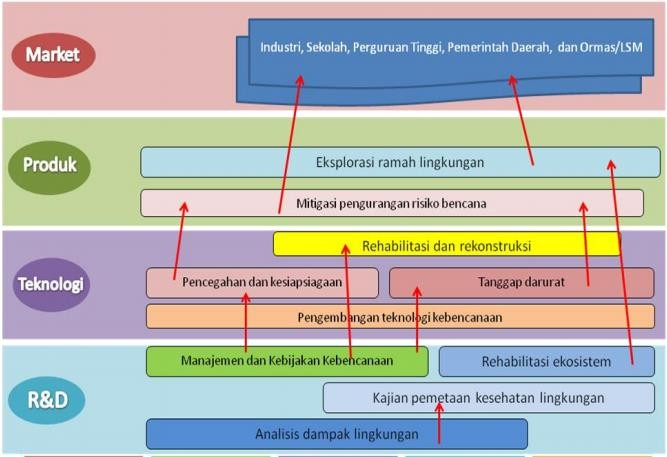 Market
Industri, Sekolah, Perguruan Tinggi, Pemerintah Daerah, dan Ormas/LSM
Produk
Eksplorasi ramah lingkungan
Mitigasi pengurangan risiko bencana
Teknologi
Rehabilitasi dan rekonstruksi
Pencegahan dan kesiapsiagaan
Tanggap darurat
Pengembangan teknologi kebencanaan
R&D
Manajemen dan Kebijakan Kebencanaan
Rehabilitasi ekosistem
Kajian pemetaan kesehatan lingkungan
Analisis dampak lingkungan